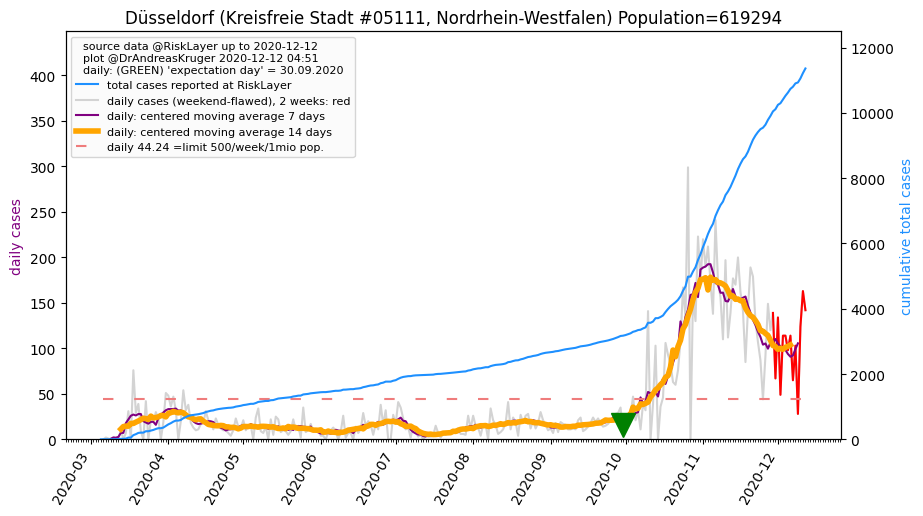 Düsseldorf (Kreisfreie Stadt #05111, Nordrhein-Westfalen) Population=619294
source data @RiskLayer up to 2020-12-12
plot @DrAndreasKruger 2020-12-12 04:51
daily: (GREEN) 'expectation day' = 30.09.2020
total cases reported at RiskLayer
daily cases (weekend-flawed), 2 weeks: red
daily: centered moving average 7 days
daily: centered moving average 14 days
daily 44.24 =limit 500/week/1mio pop.
daily cases
400
350
300
250
200
150
100
50
0
cumulative total cases
12000
10000
8000
6000
4000
2000
0
2020-03
2020-04
2020-05
2020-06
2020-07
2020-08
2020-09
2020-10
2020-11
2020-12